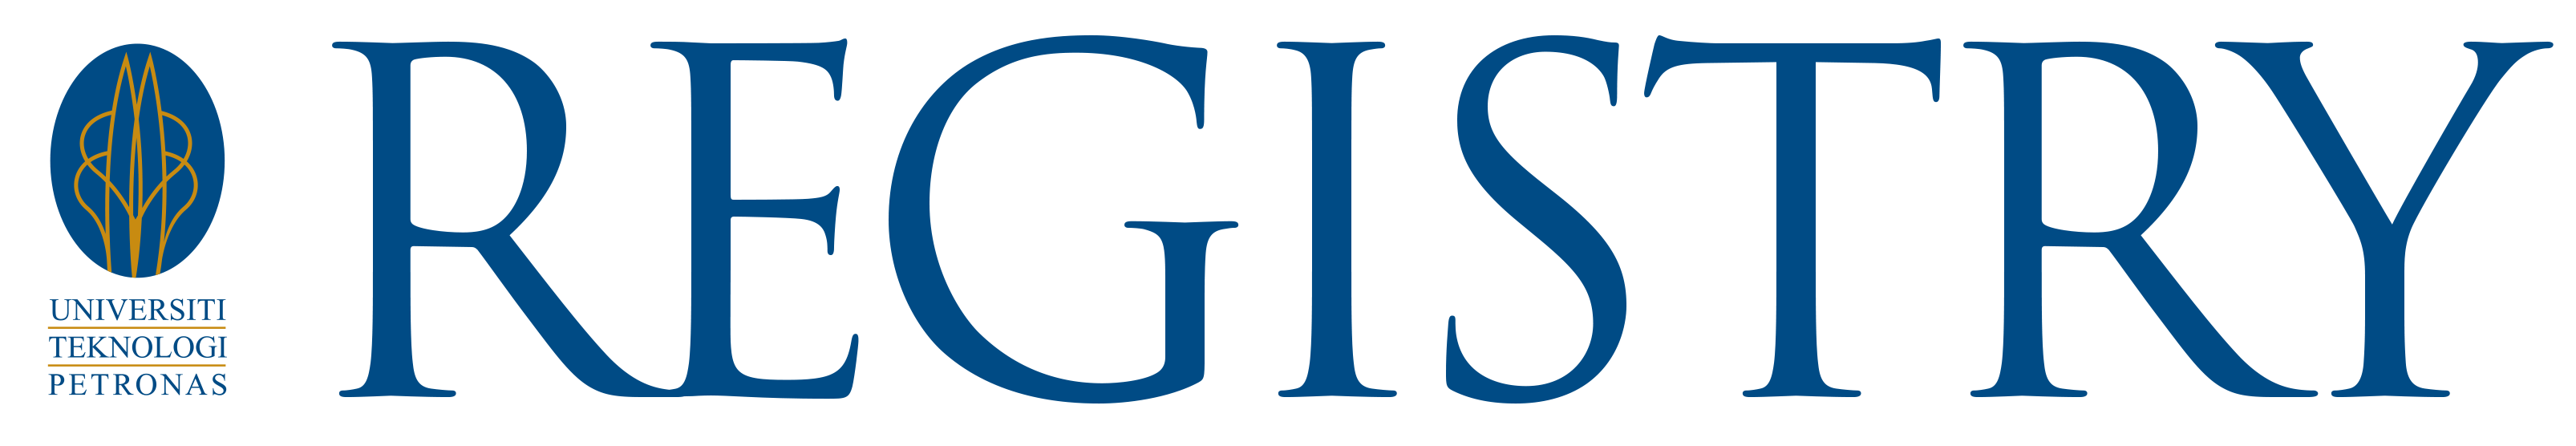 UNIVERSITI
TEKNOLOGI
PETRONAS
REGISTRY